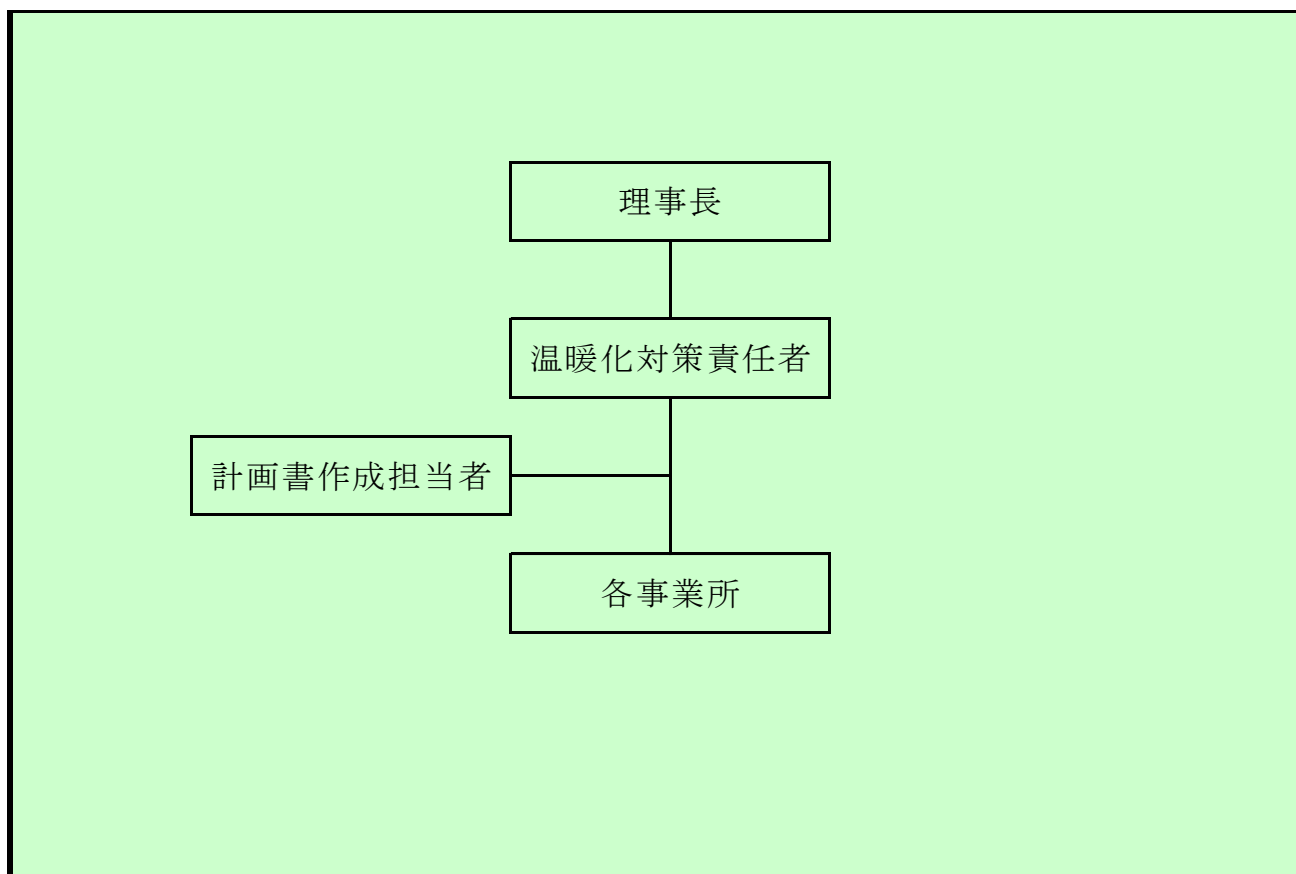 理事長
温暖化対策責任者
計画書作成担当者
各事業所